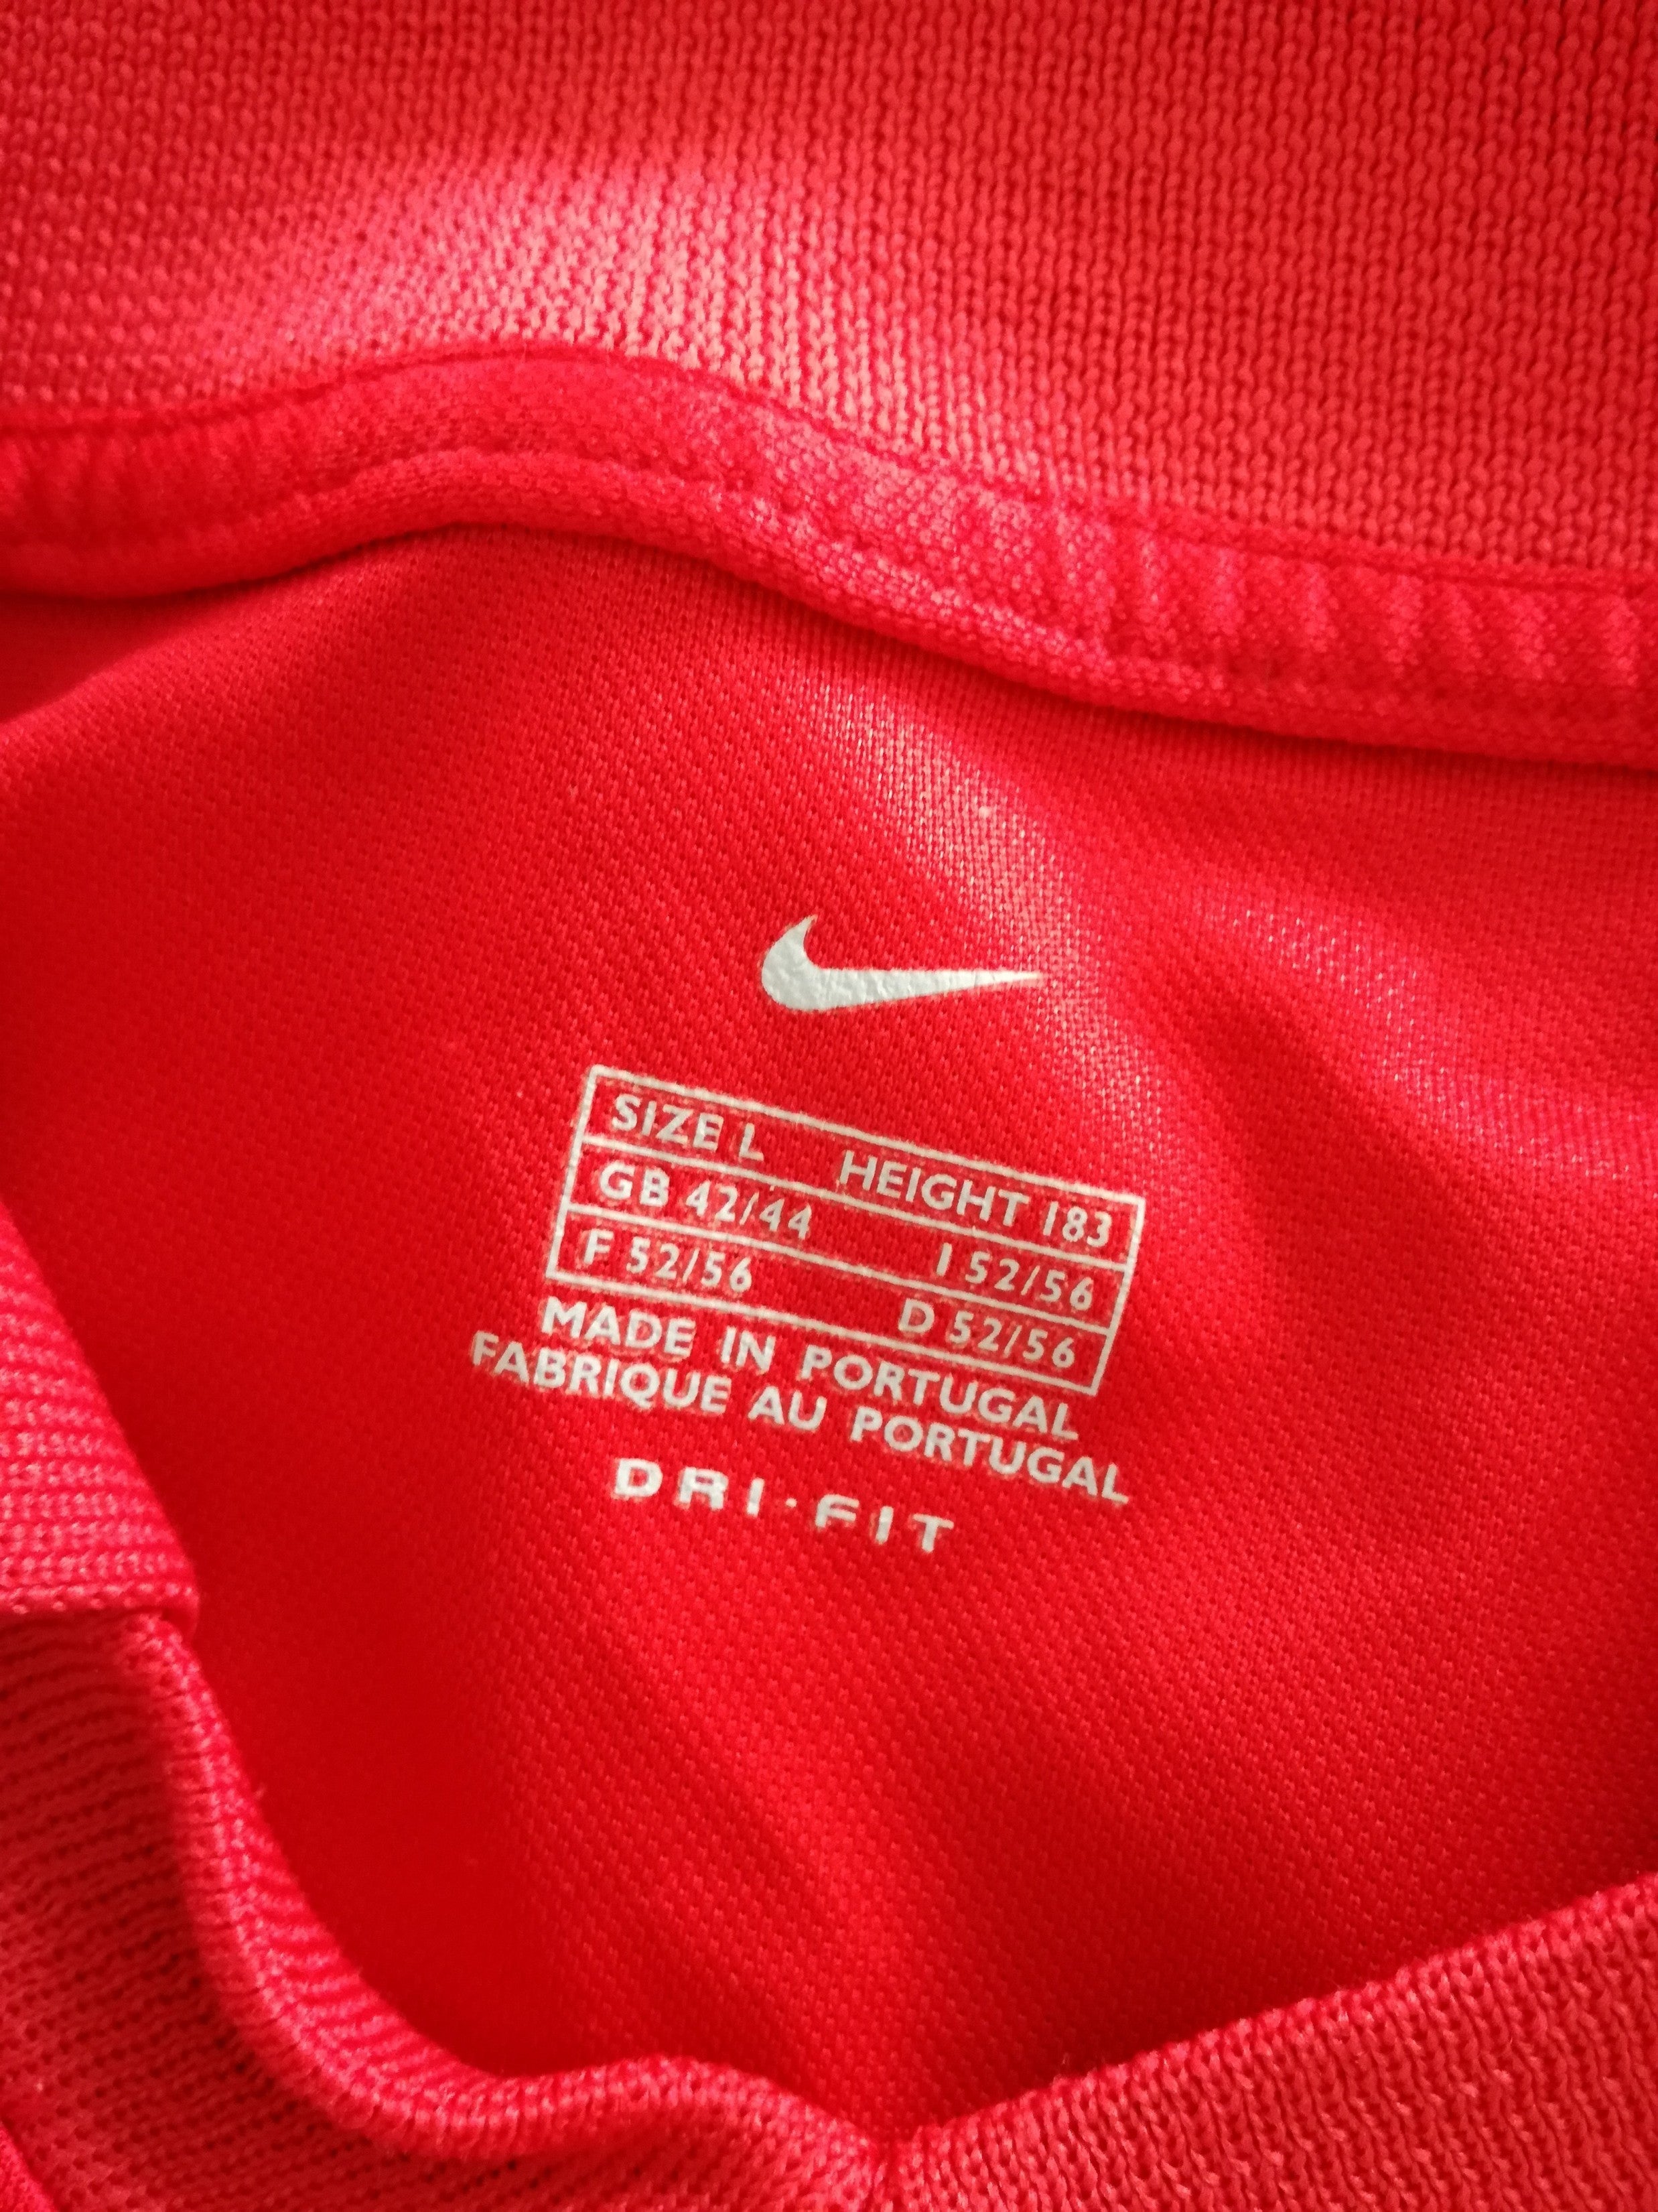 SIZE L HEIGHT 183
GB 42/44 I 52/56
F 52/56 D 52/56
MADE IN PORTUGAL
FABRIQUE AU PORTUGAL
DRI·FIT